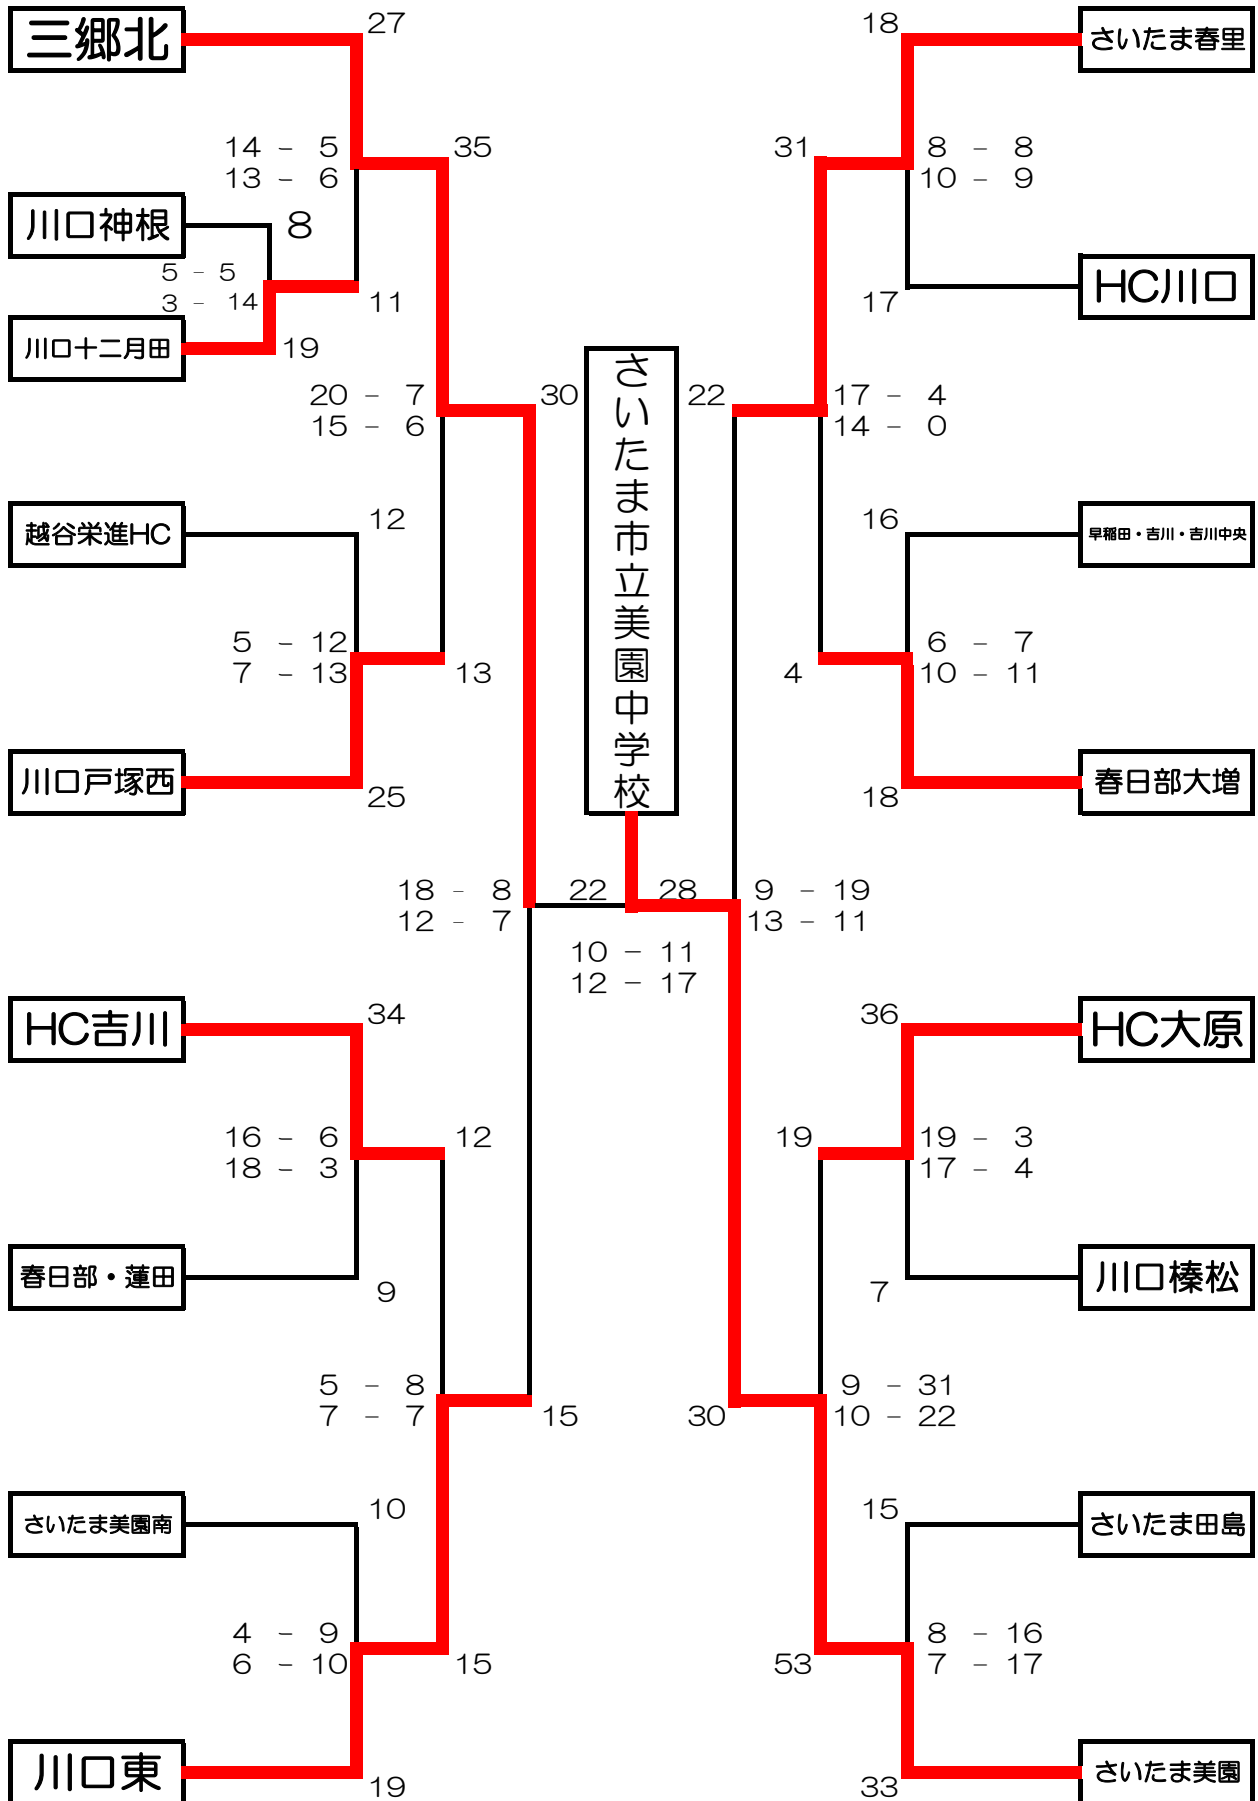 三郷北
27
14 - 5
13 - 6
35
川口神根
8
5 - 5
3 - 14
11
川口十二月田
19
20 - 7
15 - 6
30
越谷栄進HC
12
5 - 12
7 - 13
13
川口戸塚西
25
18 - 8
12 - 7
22
HC吉川
34
16 - 6
18 - 3
12
春日部・蓮田
9
5 - 8
7 - 7
15
さいたま美園南
10
4 - 9
6 - 10
15
川口東
19
さいたま市立美園中学校
28
10 - 11
12 - 17
18
さいたま春里
31
8 - 8
10 - 9
17
HC川口
22
17 - 4
14 - 0
16
早稲田・吉川・吉川中央
4
6 - 7
10 - 11
18
春日部大増
9 - 19
13 - 11
36
HC大原
19
19 - 3
17 - 4
7
川口榛松
30
9 - 31
10 - 22
15
さいたま田島
53
8 - 16
7 - 17
33
さいたま美園